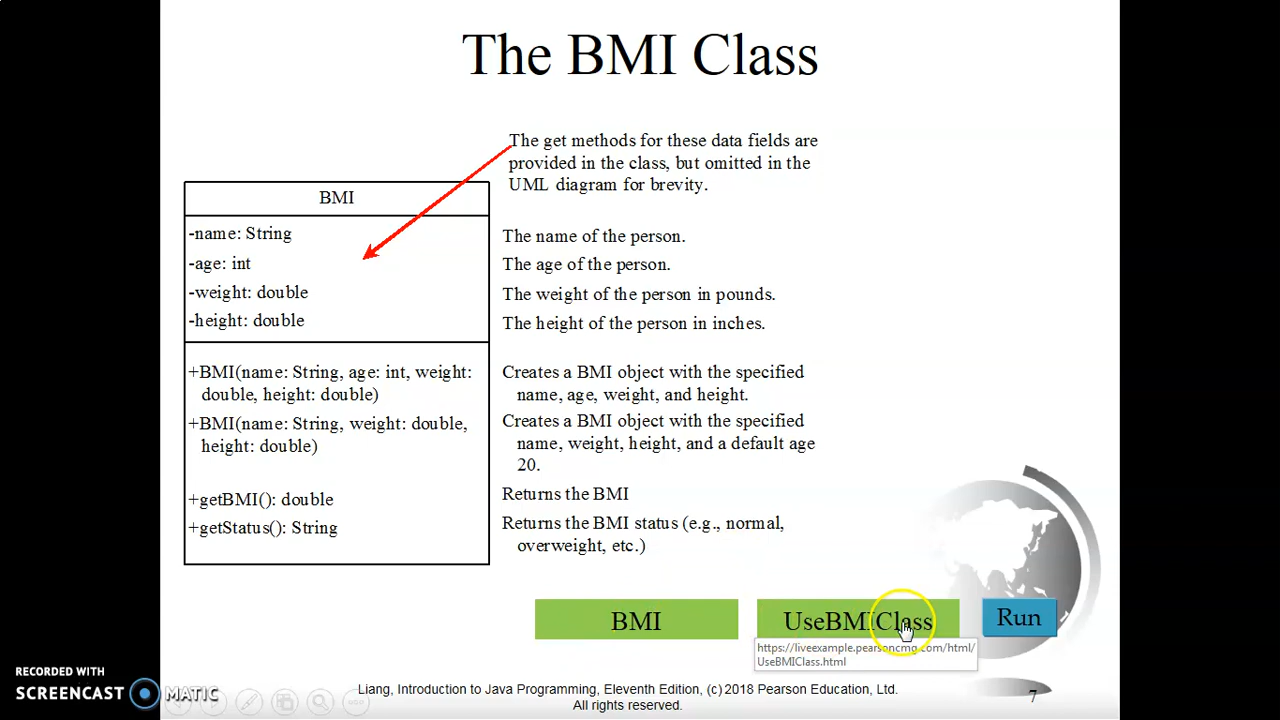 The BMI Class
The get methods for these data fields are
provided in the class, but omitted in the
UML diagram for brevity.
BMI
-name: String
The name of the person.
-age: int
The age of the person.
-weight: double
The weight of the person in pounds.
-height: double
The height of the person in inches.
+BMI(name: String, age: int, weight:
double, height: double)
Creates a BMI object with the specified
name, age, weight, and height.
+BMI(name: String, weight: double,
height: double)
Creates a BMI object with the specified
name, weight, height, and a default age
20.
+getBMI(): double
Returns the BMI
+getStatus(): String
Returns the BMI status (e.g., normal,
overweight, etc.)
BMI
UseBMIClass
Run
https://liveexample.pearsoncmg.com/html/
UseBMIClass.html
RECORDED WITH
SCREENCAST MATIC
Liang, Introduction to Java Programming, Eleventh Edition, (c) 2018 Pearson Education, Ltd.
All rights reserved.
7